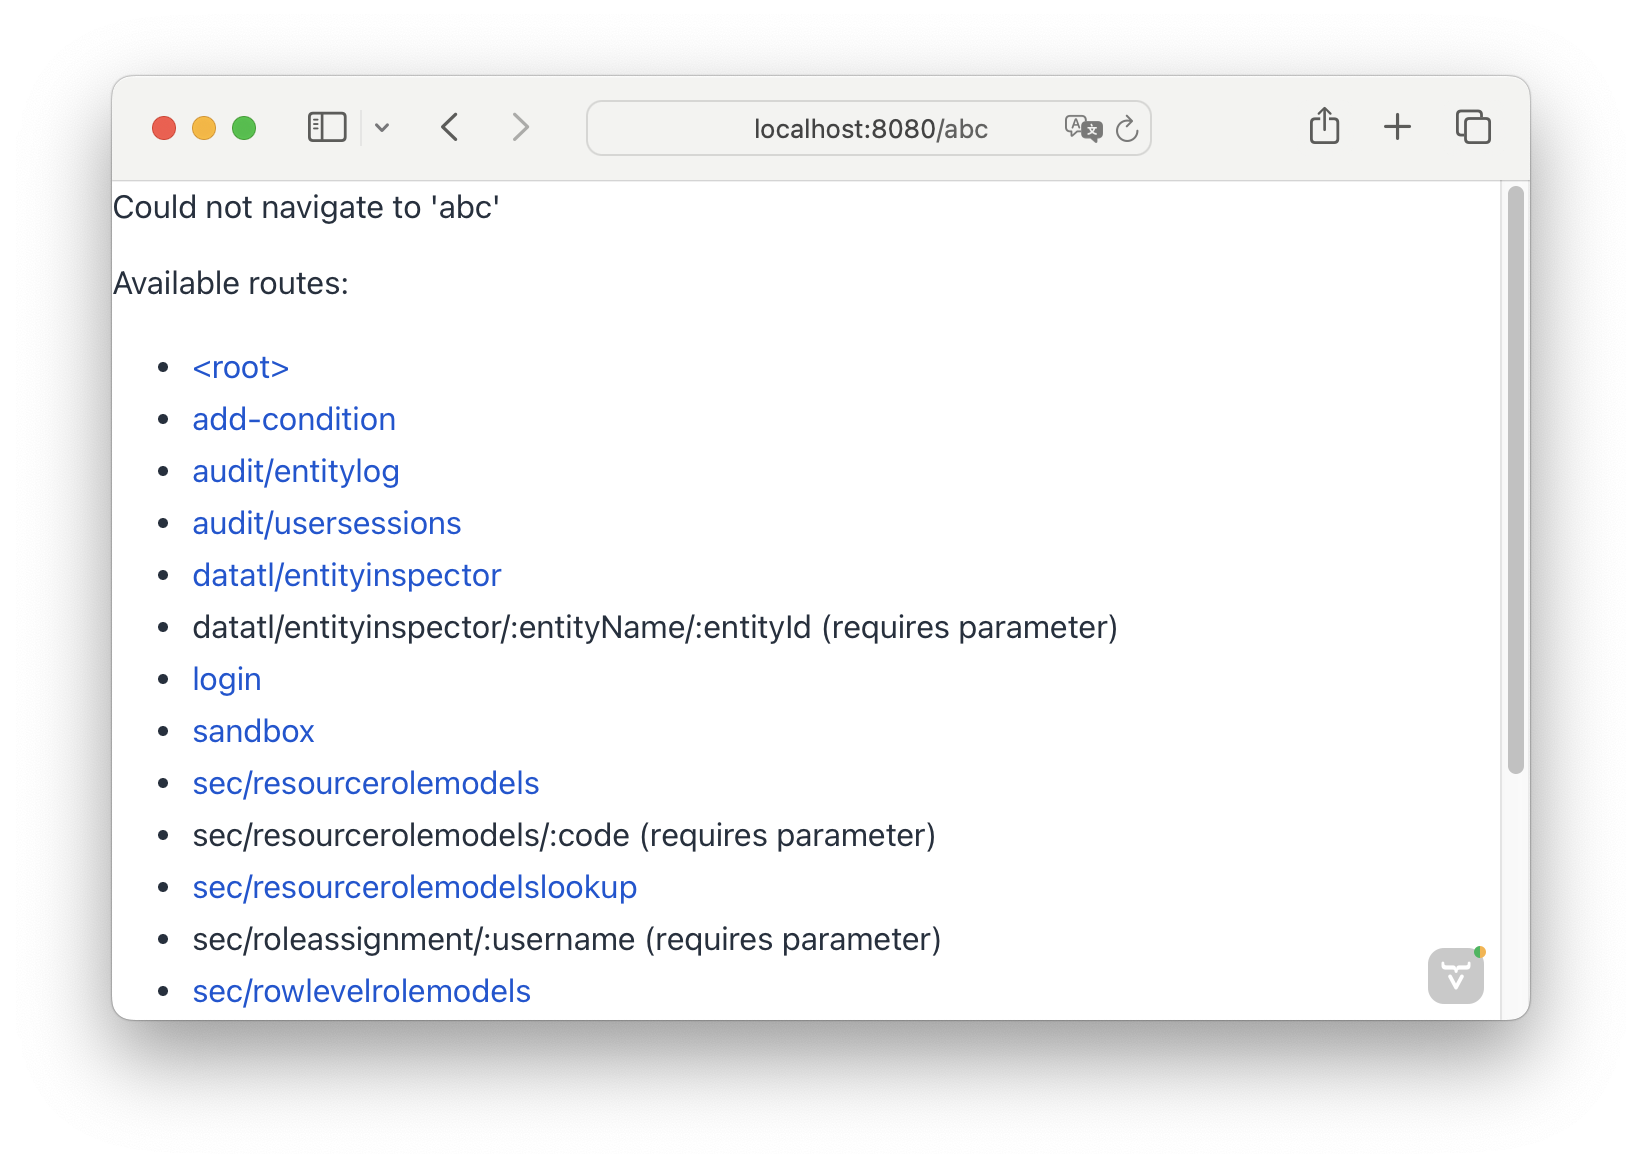 localhost:8080/abc
Could not navigate to 'abc'
Available routes:
<root>
add-condition
audit/entitylog
audit/usersessions
datatl/entityinspector
datatl/entityinspector/:entityName/:entityId (requires parameter)
login
sandbox
sec/resourcerolemodels
sec/resourcerolemodels/:code (requires parameter)
sec/resourcerolemodelslookup
sec/roleassignment/:username (requires parameter)
sec/rowlevelrolemodels